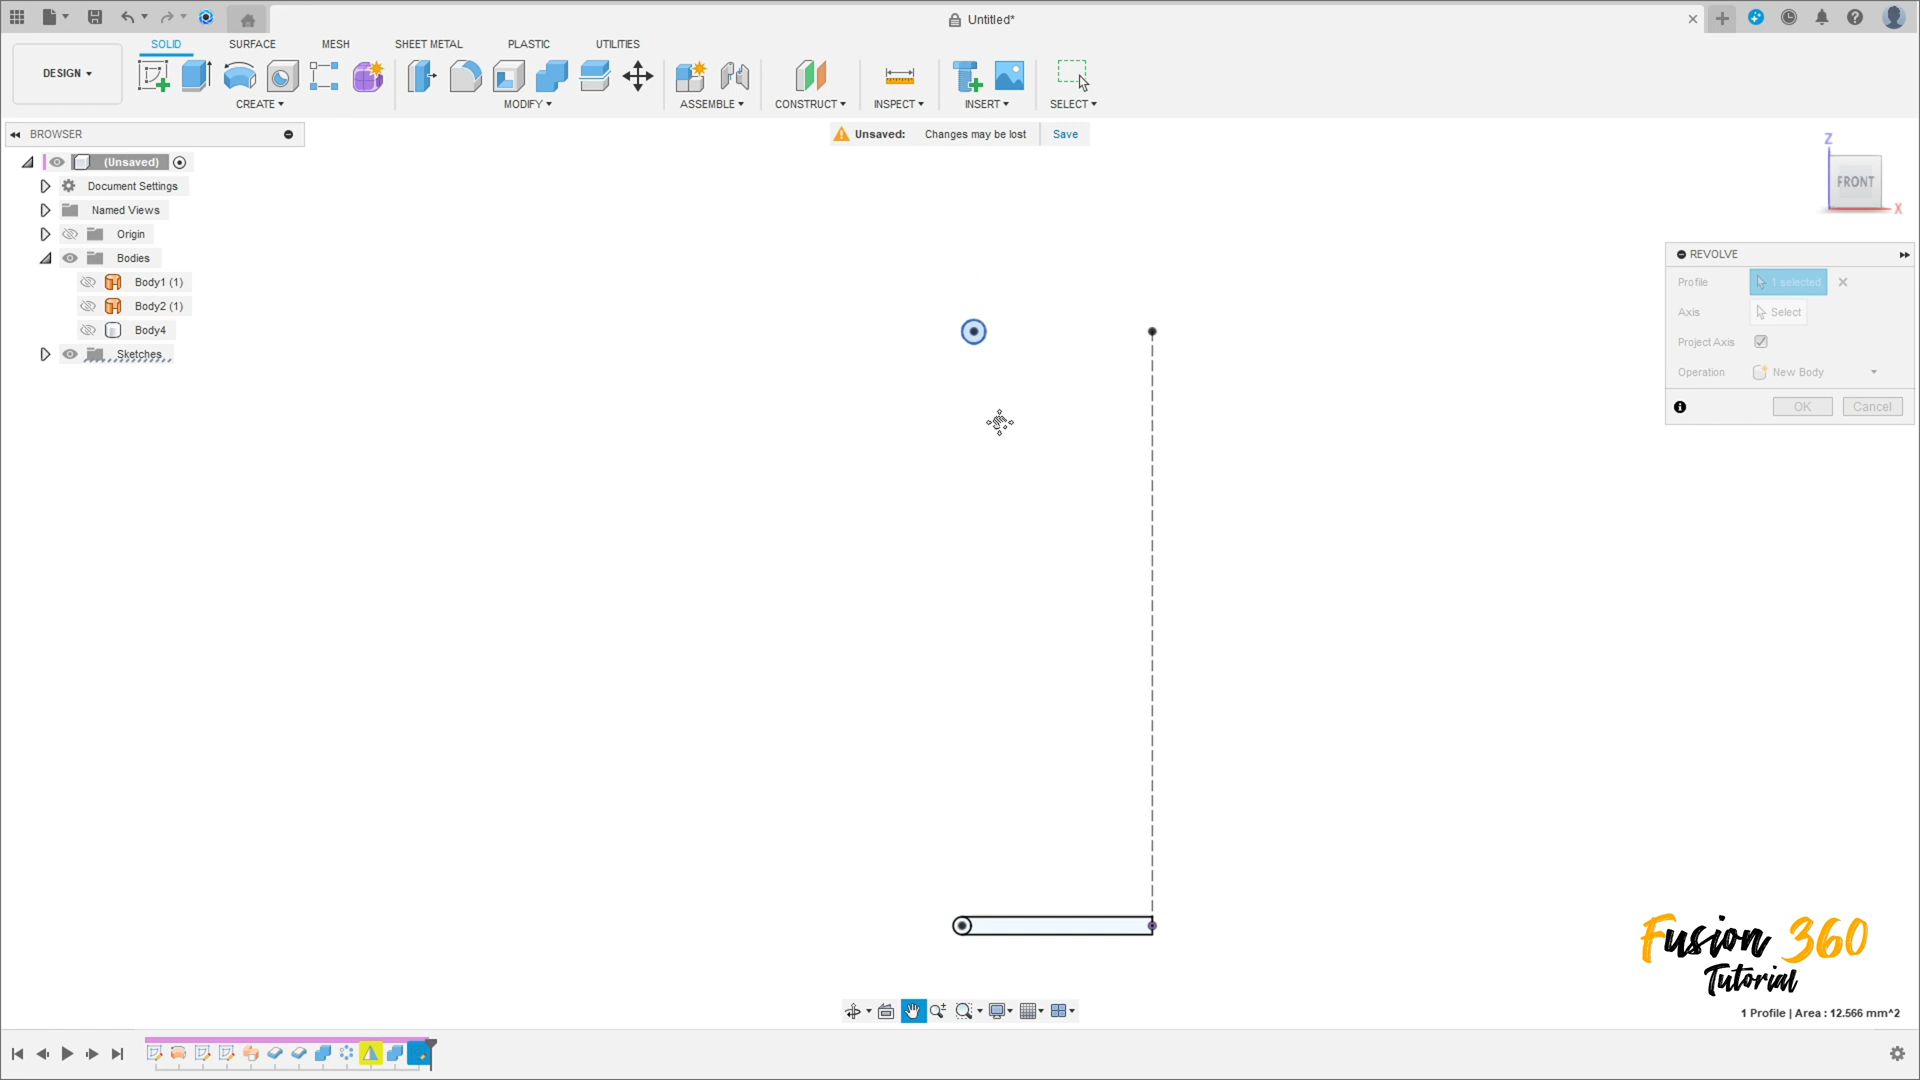 Untitled*
SOLID SURFACE MESH SHEET METAL PLASTIC UTILITIES
DESIGN
CREATE MODIFY ASSEMBLE CONSTRUCT INSPECT INSERT SELECT
BROWSER
Unsaved: Changes may be lost Save
(Unsaved)
Document Settings
Named Views
Origin
Bodies
Body1 (1)
Body2 (1)
Body4
Sketches
Z
FRONT
X
REVOLVE
Profile 1 selected
Axis Select
Project Axis
Operation New Body
OK Cancel
Fusion 360
Tutorial
1 Profile | Area : 12.566 mm^2